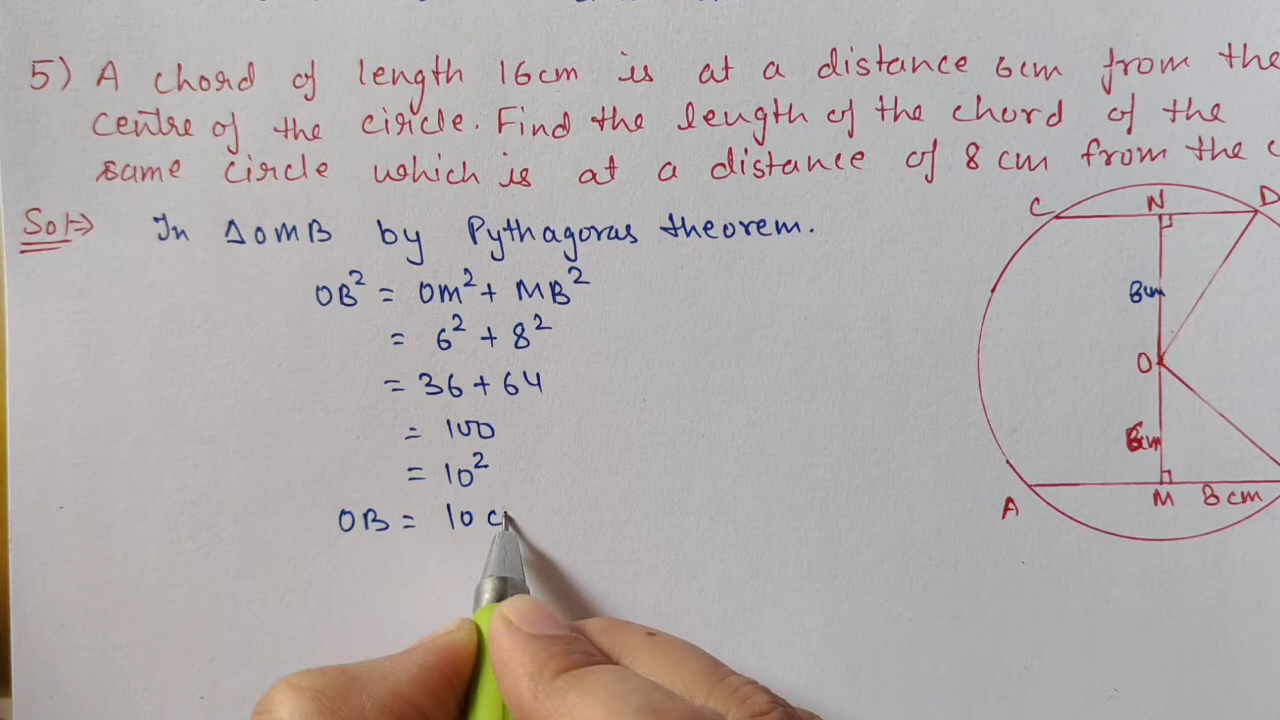 5) A chord of length 16cm is at a distance 6cm from the
centre of the circle. Find the length of the chord of the
same circle which is at a distance of 8 cm from the c
Sol→ In ΔOMB by Pythagoras theorem.
OB² = OM² + MB²
= 6² + 8²
= 36 + 64
= 100
= 10²
OB = 10 c
C N D
8cm
O
6cm
A M 8cm